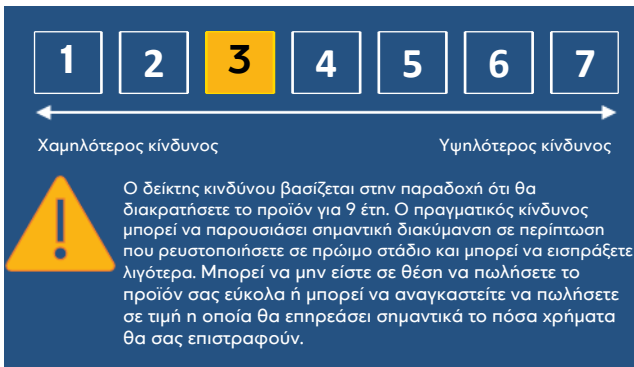 1 2 3 4 5 6 7
Χαμηλότερος κίνδυνος Υψηλότερος κίνδυνος
Ο δείκτης κινδύνου βασίζεται στην παραδοχή ότι θα
διακρατήσετε το προϊόν για 9 έτη. Ο πραγματικός κίνδυνος
μπορεί να παρουσιάσει σημαντική διακύμανση σε περίπτωση
που ρευστοποιήσετε σε πρώιμο στάδιο και μπορεί να εισπράξετε
λιγότερα. Μπορεί να μην είστε σε θέση να πωλήσετε το
προϊόν σας εύκολα ή μπορεί να αναγκαστείτε να πωλήσετε
σε τιμή η οποία θα επηρεάσει σημαντικά το πόσα χρήματα
θα σας επιστραφούν.